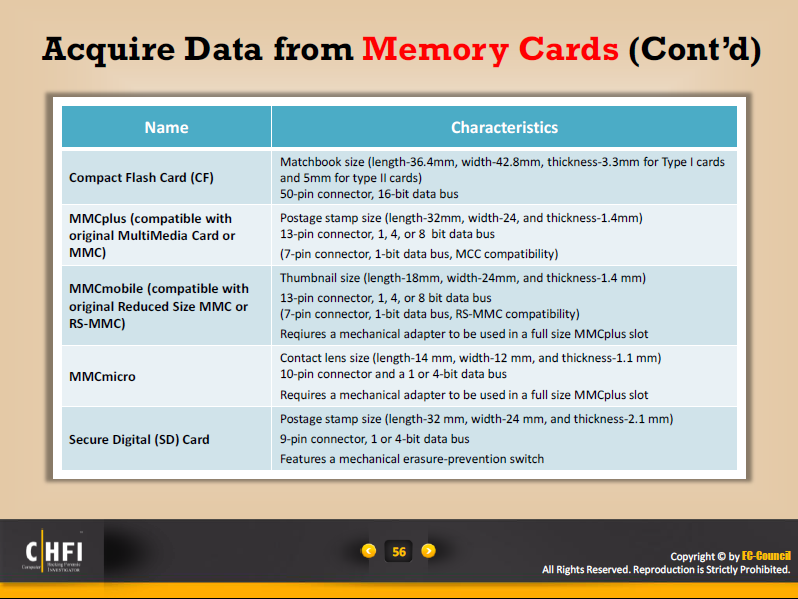 Acquire Data from Memory Cards (Cont'd)
Name
Characteristics
Compact Flash Card (CF)
Matchbook size (length-36.4mm, width-42.8mm, thickness-3.3mm for Type I cards
and 5mm for type II cards)
50-pin connector, 16-bit data bus
MMCplus (compatible with
original MultiMedia Card or
MMC)
Postage stamp size (length-32mm, width-24, and thickness-1.4mm)
13-pin connector, 1, 4, or 8 bit data bus
(7-pin connector, 1-bit data bus, MCC compatibility)
MMCmobile (compatible with
original Reduced Size MMC or
RS-MMC)
Thumbnail size (length-18mm, width-24mm, and thickness-1.4 mm)
13-pin connector, 1, 4, or 8 bit data bus
(7-pin connector, 1-bit data bus, RS-MMC compatibility)
Reqiures a mechanical adapter to be used in a full size MMCplus slot
MMCmicro
Contact lens size (length-14 mm, width-12 mm, and thickness-1.1 mm)
10-pin connector and a 1 or 4-bit data bus
Requires a mechanical adapter to be used in a full size MMCplus slot
Secure Digital (SD) Card
Postage stamp size (length-32 mm, width-24 mm, and thickness-2.1 mm)
9-pin connector, 1 or 4-bit data bus
Features a mechanical erasure-prevention switch
CHFI
Computer Hacking Forensic
INVESTIGATOR
56
Copyright © by EC-Council
All Rights Reserved. Reproduction is Strictly Prohibited.